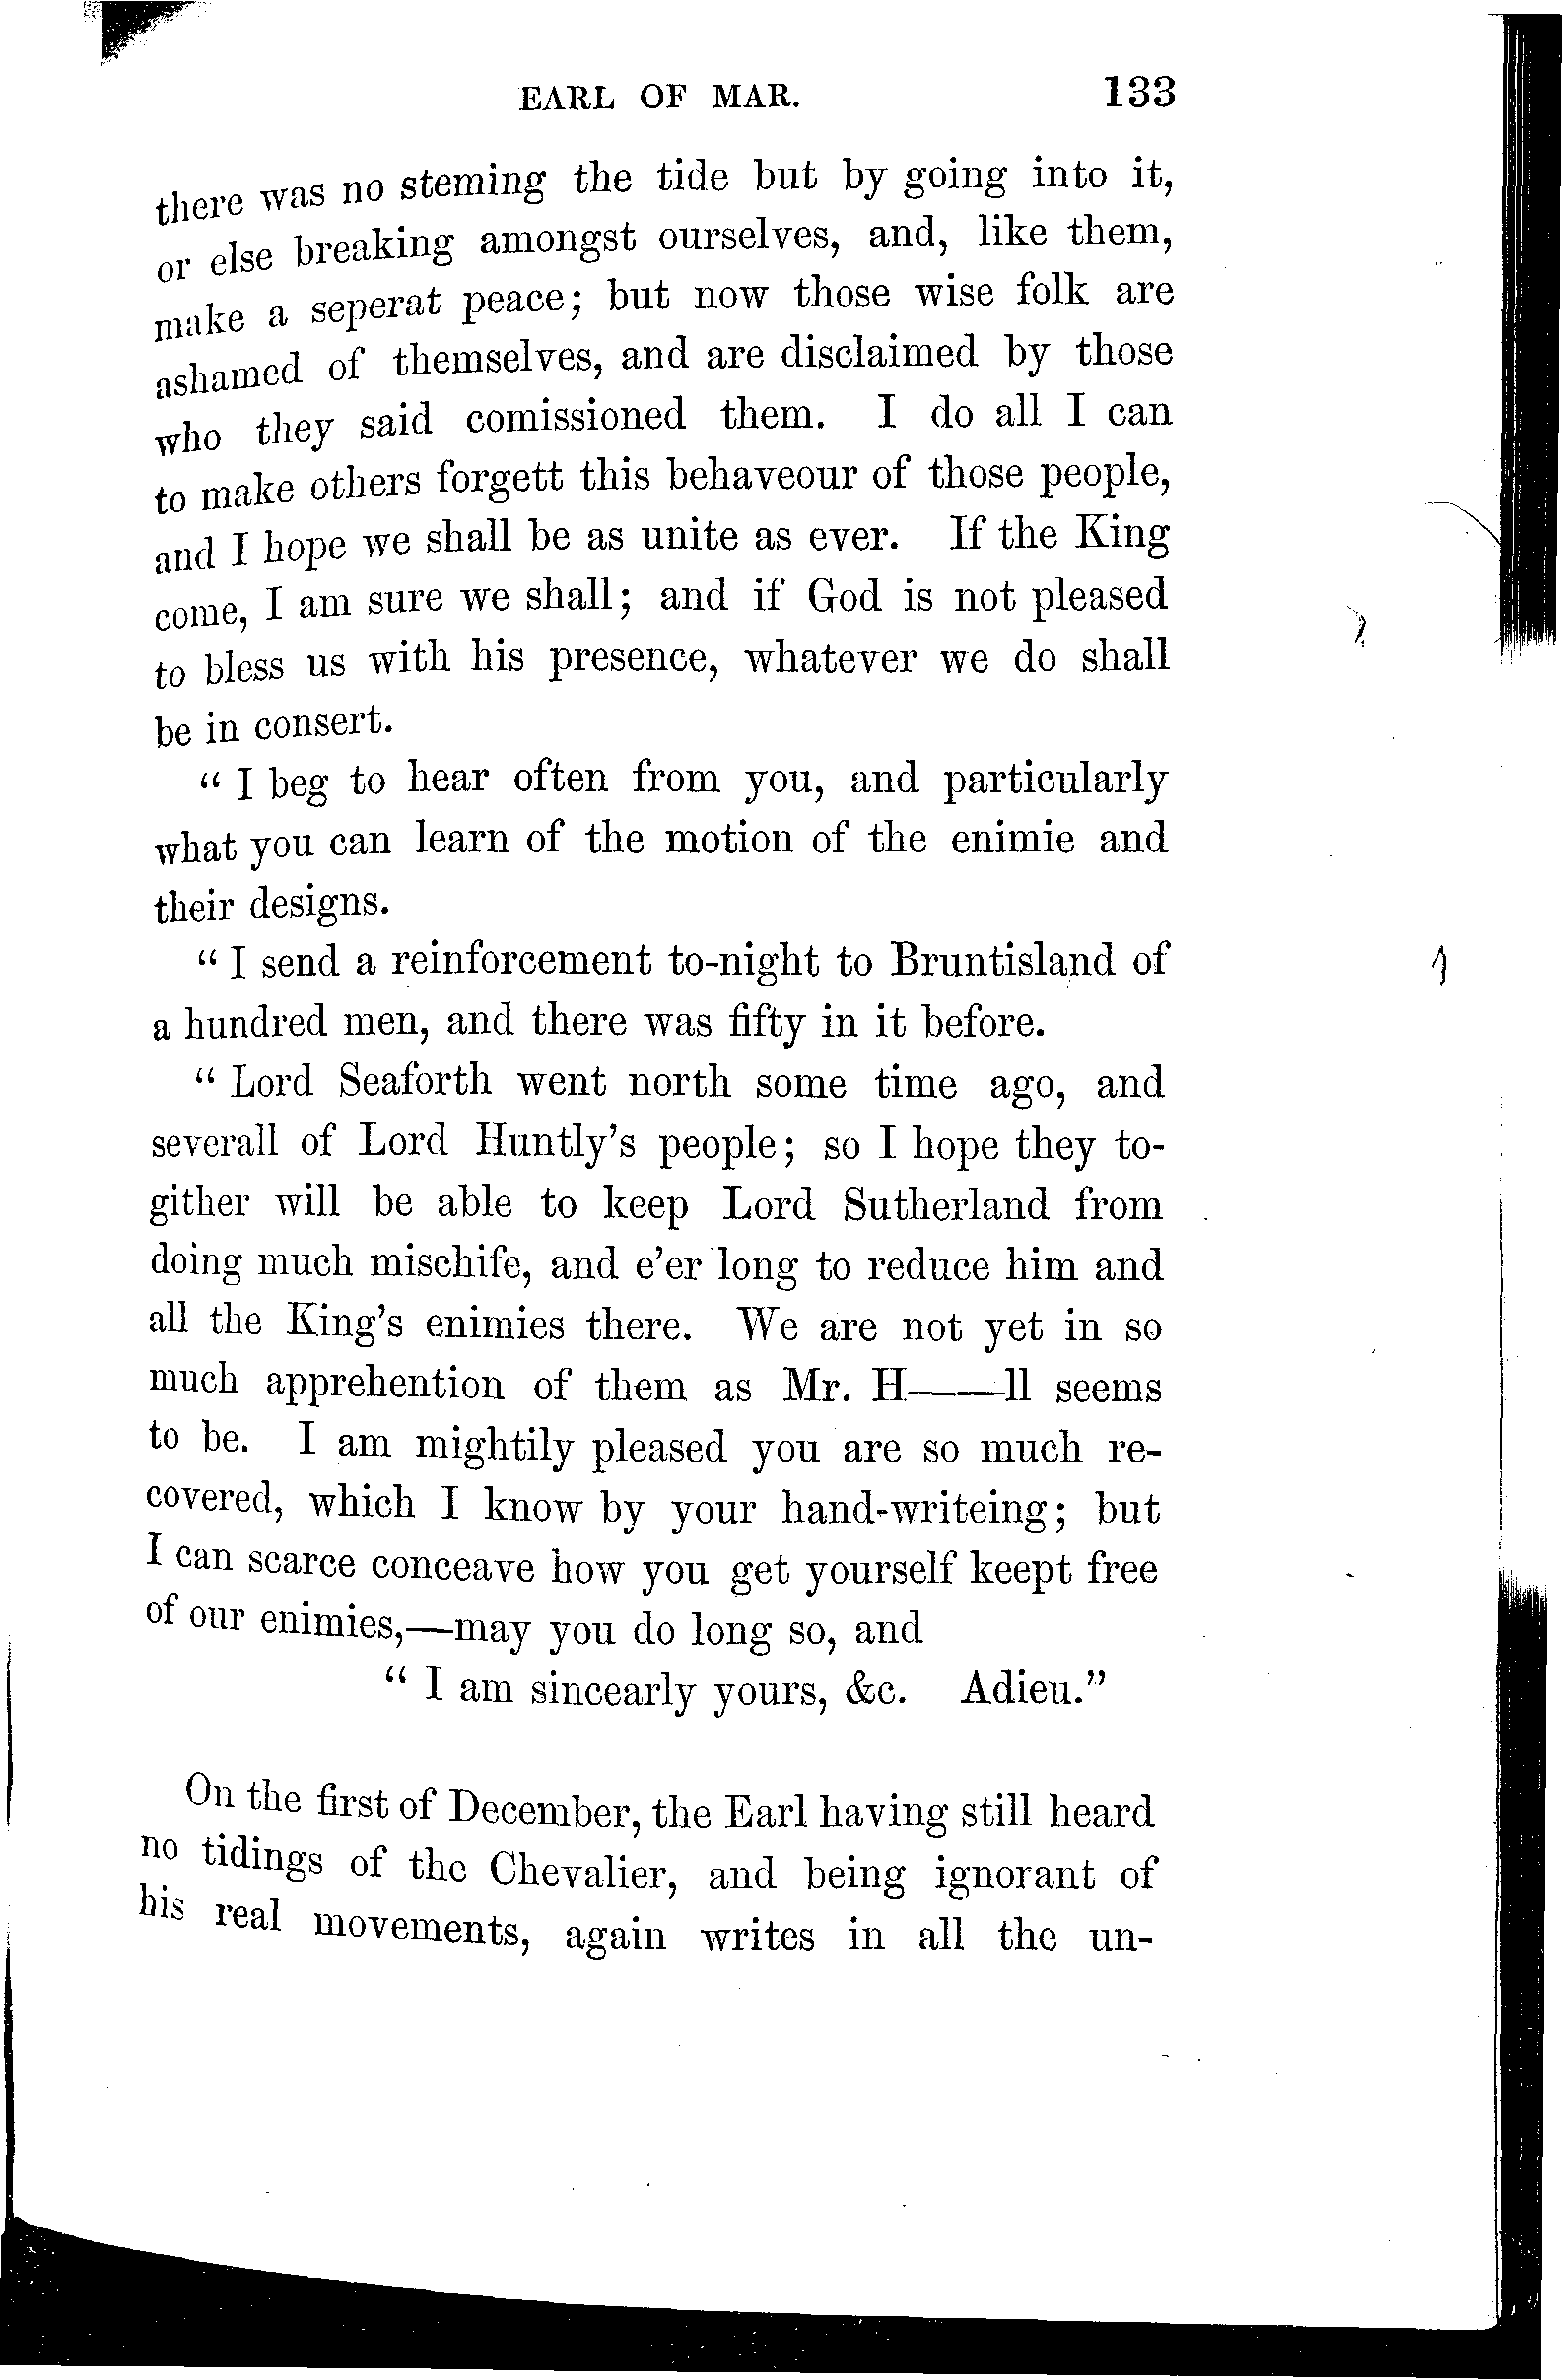 EARL OF MAR. 133
there was no steming the tide but by going into it,
or else breaking amongst ourselves, and, like them,
make a seperat peace; but now those wise folk are
ashamed of themselves, and are disclaimed by those
who they said comissioned them. I do all I can
to make others forgett this behaveour of those people,
and I hope we shall be as unite as ever. If the King
come, I am sure we shall; and if God is not pleased
to bless us with his presence, whatever we do shall
be in consert.
“ I beg to hear often from you, and particularly
what you can learn of the motion of the enimie and
their designs.
“ I send a reinforcement to-night to Bruntisland of
a hundred men, and there was fifty in it before.
“ Lord Seaforth went north some time ago, and
severall of Lord Huntly's people; so I hope they to-
gither will be able to keep Lord Sutherland from
doing much mischife, and e'er long to reduce him and
all the King's enimies there. We are not yet in so
much apprehention of them as Mr. H——ll seems
to be. I am mightily pleased you are so much re-
covered, which I know by your hand-writeing; but
I can scarce conceave how you get yourself keept free
of our enimies,—may you do long so, and
“ I am sincearly yours, &c. Adieu.”
On the first of December, the Earl having still heard
no tidings of the Chevalier, and being ignorant of
his real movements, again writes in all the un-